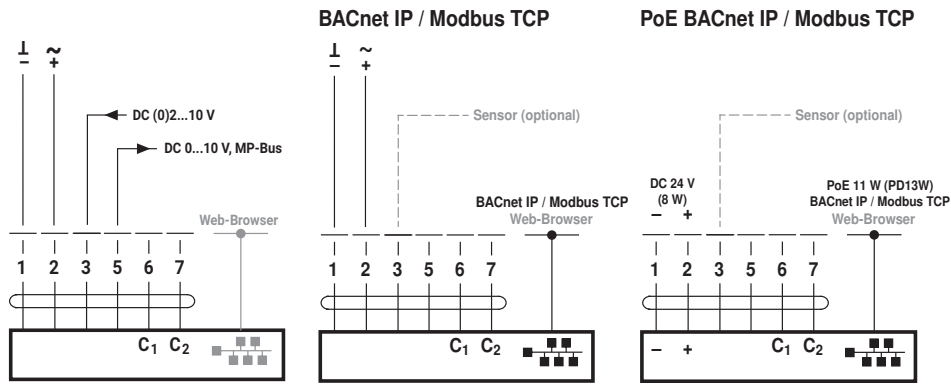 ⊥ ~
– +
DC (0)2...10 V
DC 0...10 V, MP-Bus
Web-Browser
1 2 3 5 6 7
C1 C2
BACnet IP / Modbus TCP
⊥ ~
– +
Sensor (optional)
BACnet IP / Modbus TCP
Web-Browser
1 2 3 5 6 7
C1 C2
PoE BACnet IP / Modbus TCP
Sensor (optional)
DC 24 V
(8 W)
– +
PoE 11 W (PD13W)
BACnet IP / Modbus TCP
Web-Browser
1 2 3 5 6 7
– + C1 C2